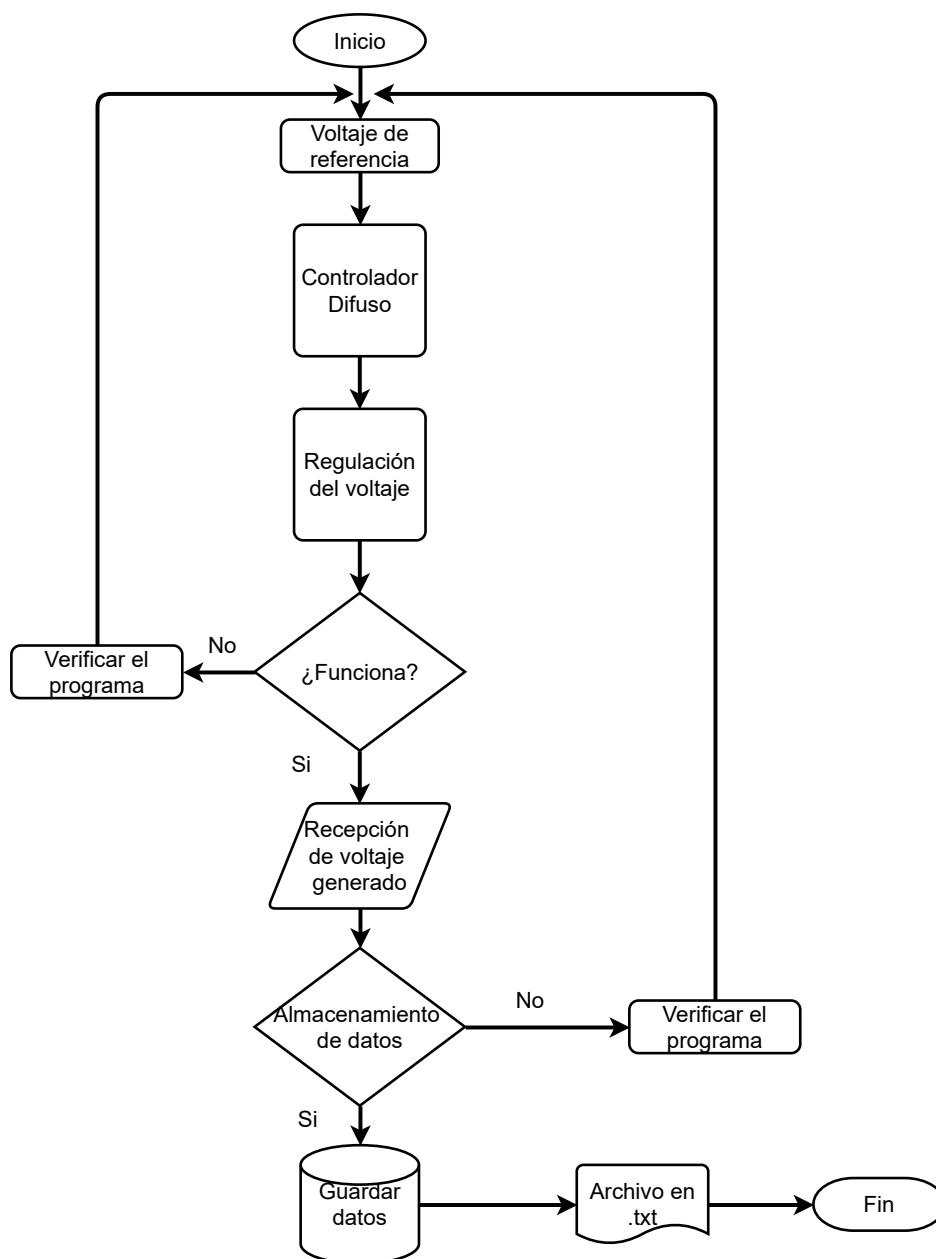 Inicio
Voltaje de
referencia
Controlador
Difuso
Regulación
del voltaje
¿Funciona?
No
Verificar el
programa
Si
Recepción
de voltaje
generado
Almacenamiento
de datos
No
Verificar el
programa
Si
Guardar
datos
Archivo en
.txt
Fin